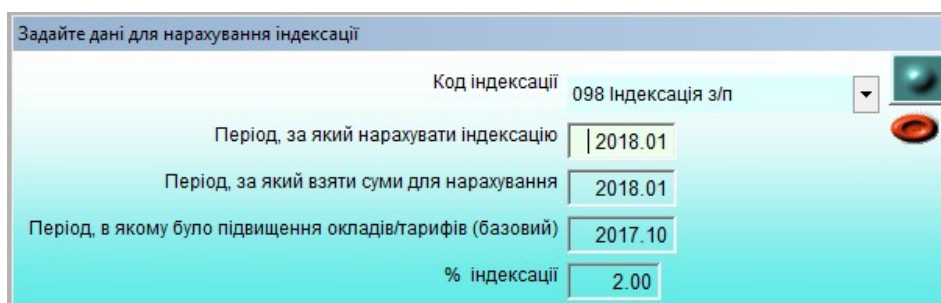 Задайте дані для нарахування індексації
Код індексації 098 Індексація з/п
Період, за який нарахувати індексацію 2018.01
Період, за який взяти суми для нарахування 2018.01
Період, в якому було підвищення окладів/тарифів (базовий) 2017.10
% індексації 2.00